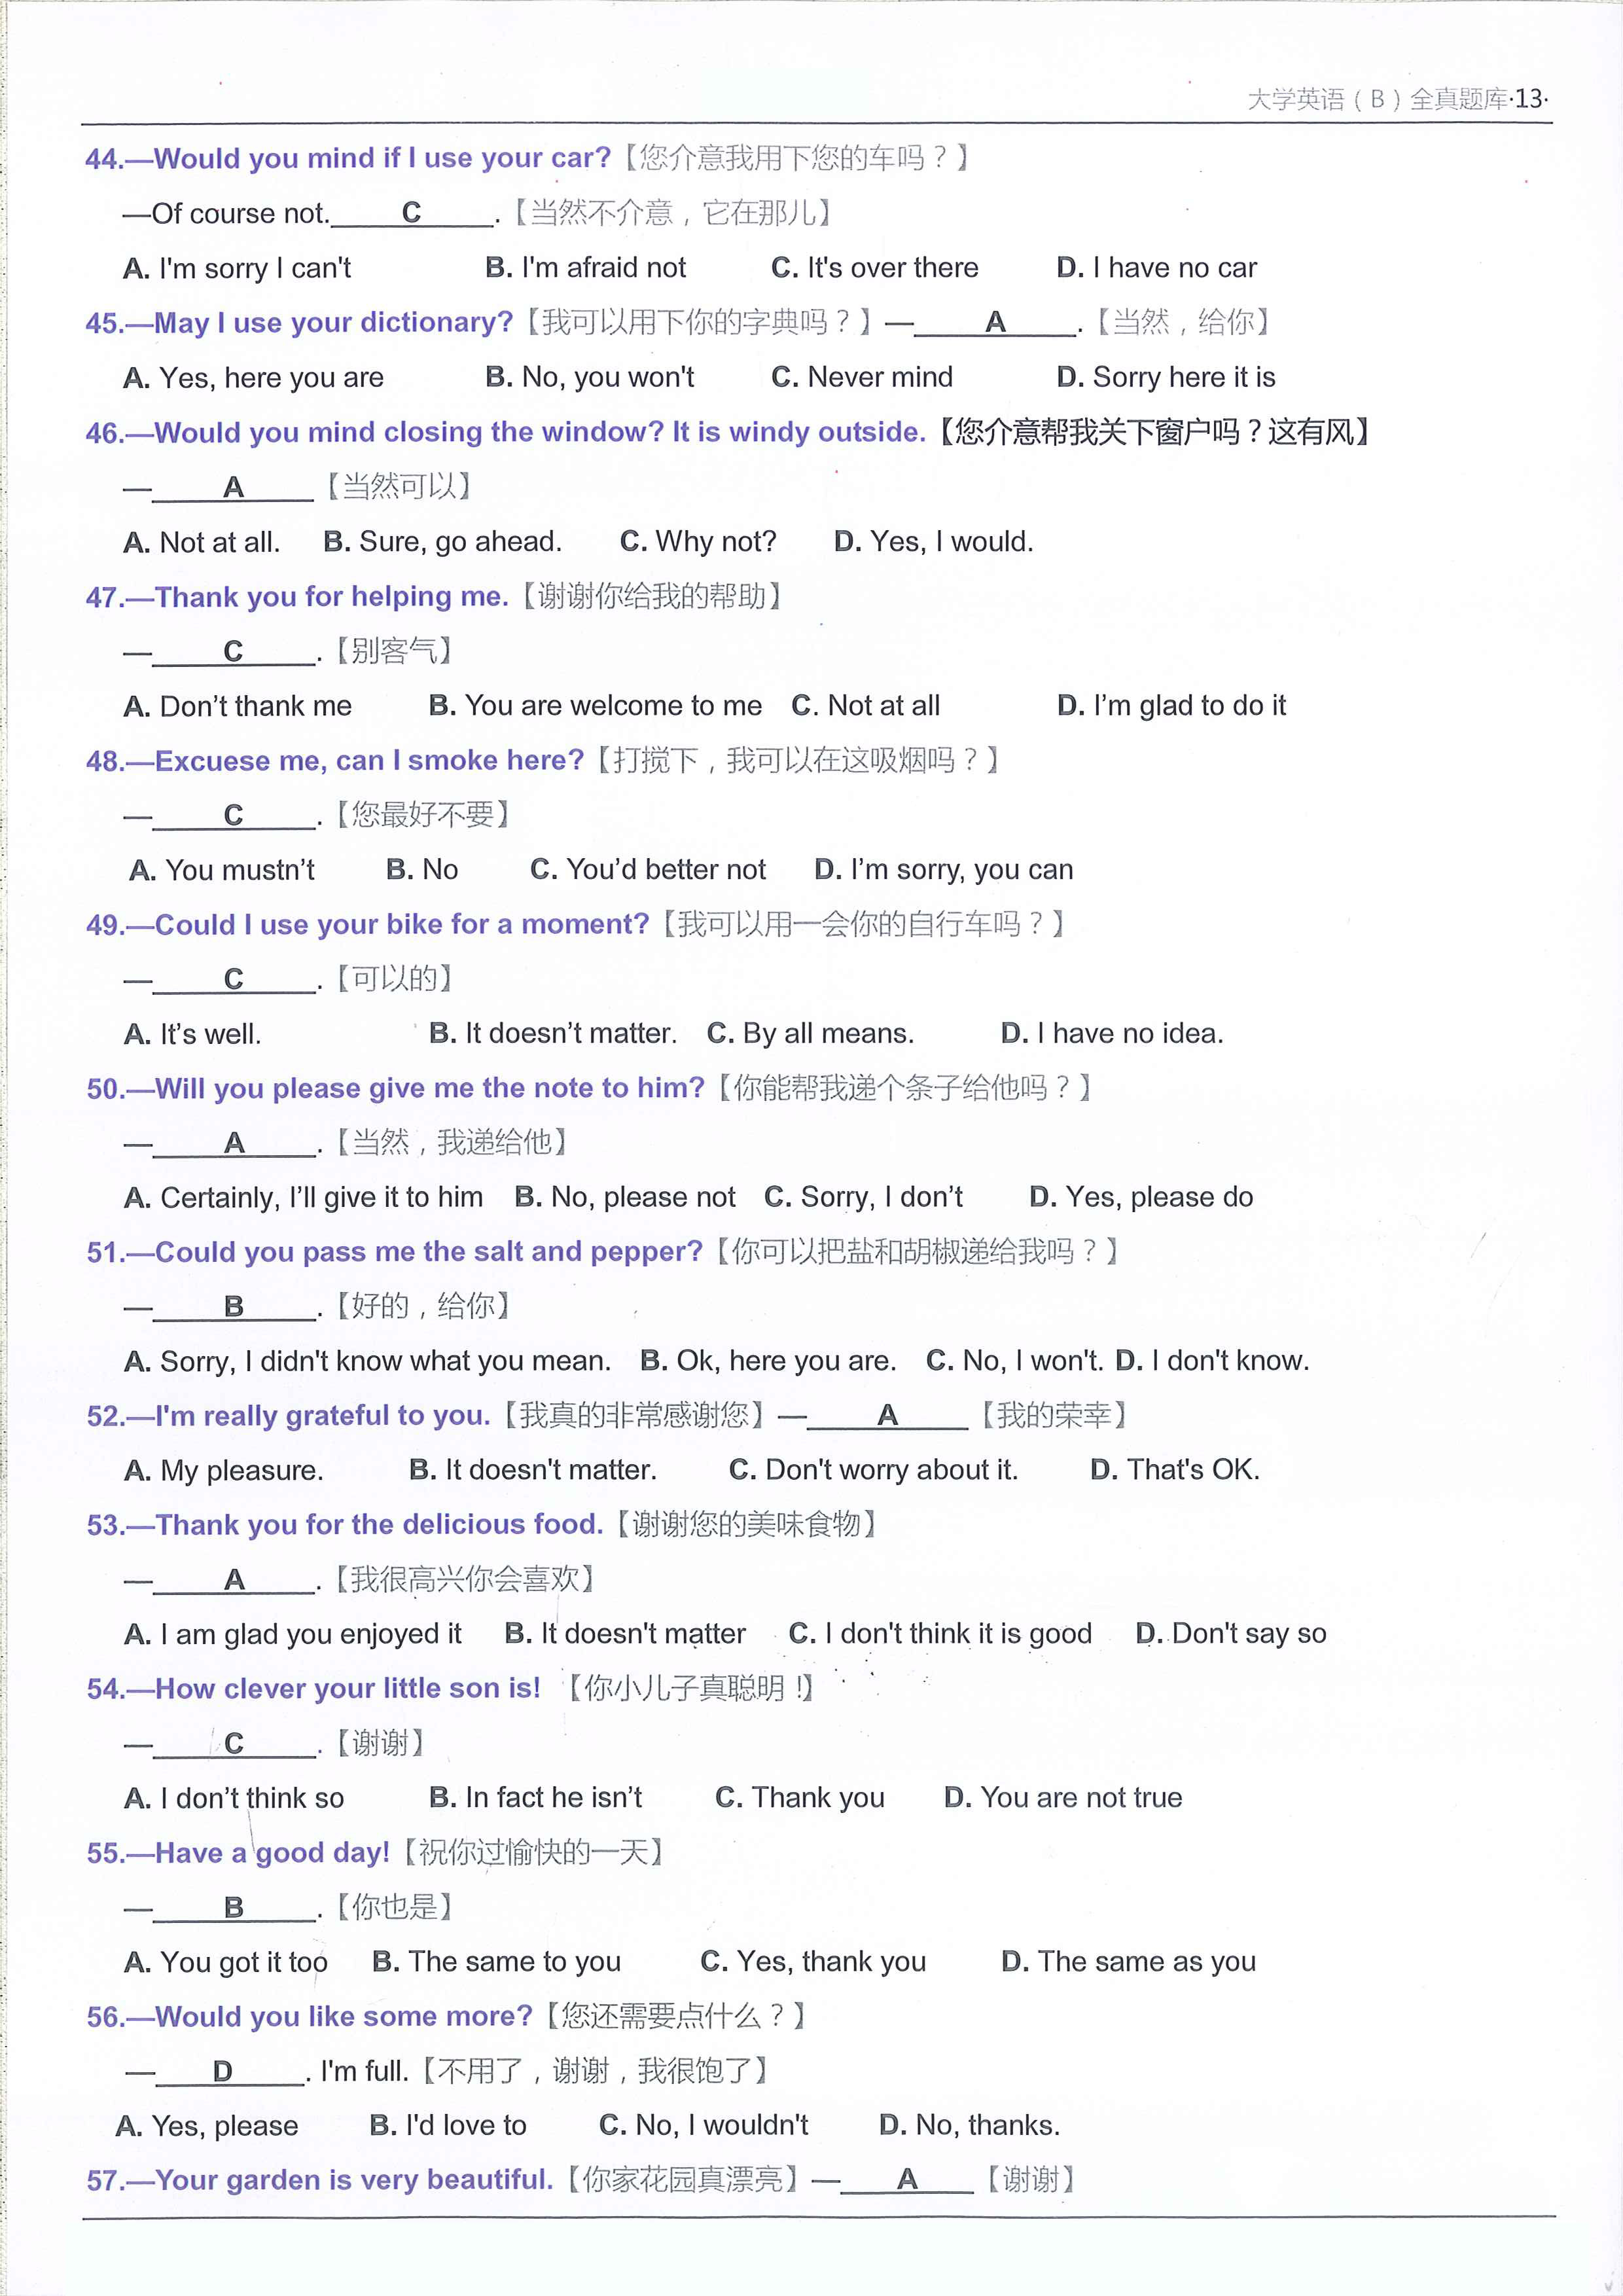 大学英语（B）全真题库·13·
44.—Would you mind if I use your car?【您介意我用下您的车吗？】
—Of course not. C .【当然不介意，它在那儿】
A. I'm sorry I can't B. I'm afraid not C. It's over there D. I have no car
45.—May I use your dictionary?【我可以用下你的字典吗？】— A .【当然，给你】
A. Yes, here you are B. No, you won't C. Never mind D. Sorry here it is
46.—Would you mind closing the window? It is windy outside.【您介意帮我关下窗户吗？这有风】
— A 【当然可以】
A. Not at all. B. Sure, go ahead. C. Why not? D. Yes, I would.
47.—Thank you for helping me.【谢谢你给我的帮助】
— C .【别客气】
A. Don’t thank me B. You are welcome to me C. Not at all D. I’m glad to do it
48.—Excuese me, can I smoke here?【打搅下，我可以在这吸烟吗？】
— C .【您最好不要】
A. You mustn’t B. No C. You’d better not D. I’m sorry, you can
49.—Could I use your bike for a moment?【我可以用一会你的自行车吗？】
— C .【可以的】
A. It’s well. B. It doesn’t matter. C. By all means. D. I have no idea.
50.—Will you please give me the note to him?【你能帮我递个条子给他吗？】
— A .【当然，我递给他】
A. Certainly, I’ll give it to him B. No, please not C. Sorry, I don’t D. Yes, please do
51.—Could you pass me the salt and pepper?【你可以把盐和胡椒递给我吗？】
— B .【好的，给你】
A. Sorry, I didn't know what you mean. B. Ok, here you are. C. No, I won't. D. I don't know.
52.—I'm really grateful to you.【我真的非常感谢您】— A 【我的荣幸】
A. My pleasure. B. It doesn't matter. C. Don't worry about it. D. That's OK.
53.—Thank you for the delicious food.【谢谢您的美味食物】
— A .【我很高兴你会喜欢】
A. I am glad you enjoyed it B. It doesn't matter C. I don't think it is good D. Don't say so
54.—How clever your little son is! 【你小儿子真聪明！】
— C .【谢谢】
A. I don’t think so B. In fact he isn’t C. Thank you D. You are not true
55.—Have a good day!【祝你过愉快的一天】
— B .【你也是】
A. You got it too B. The same to you C. Yes, thank you D. The same as you
56.—Would you like some more?【您还需要点什么？】
— D . I'm full.【不用了，谢谢，我很饱了】
A. Yes, please B. I'd love to C. No, I wouldn't D. No, thanks.
57.—Your garden is very beautiful.【你家花园真漂亮】— A 【谢谢】